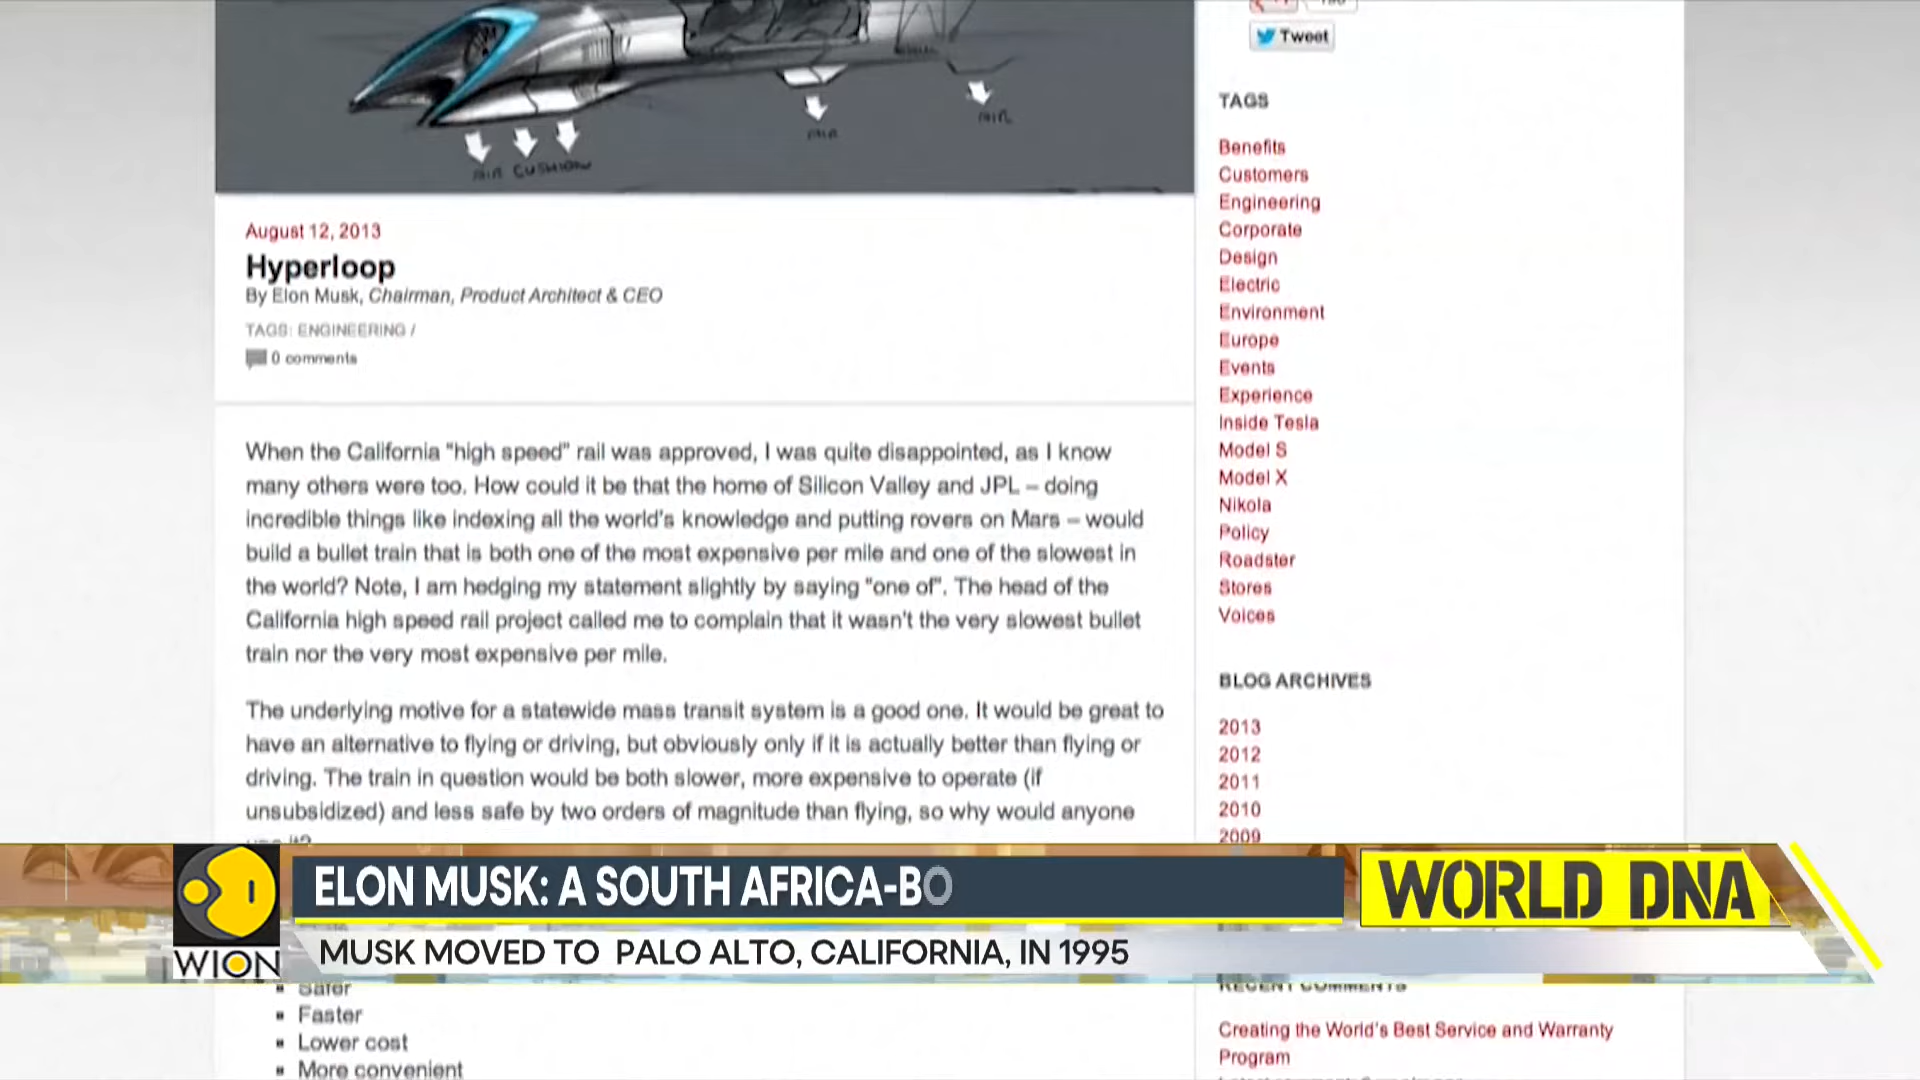 AIR CUSHION
AIR
AIR
August 12, 2013
Hyperloop
By Elon Musk, Chairman, Product Architect & CEO
TAGS: ENGINEERING /
0 comments
When the California "high speed" rail was approved, I was quite disappointed, as I know
many others were too. How could it be that the home of Silicon Valley and JPL – doing
incredible things like indexing all the world's knowledge and putting rovers on Mars – would
build a bullet train that is both one of the most expensive per mile and one of the slowest in
the world? Note, I am hedging my statement slightly by saying "one of". The head of the
California high speed rail project called me to complain that it wasn't the very slowest bullet
train nor the very most expensive per mile.
The underlying motive for a statewide mass transit system is a good one. It would be great to
have an alternative to flying or driving, but obviously only if it is actually better than flying or
driving. The train in question would be both slower, more expensive to operate (if
unsubsidized) and less safe by two orders of magnitude than flying, so why would anyone
Safer
Faster
Lower cost
More convenient
Tweet
TAGS
Benefits
Customers
Engineering
Corporate
Design
Electric
Environment
Europe
Events
Experience
Inside Tesla
Model S
Model X
Nikola
Policy
Roadster
Stores
Voices
BLOG ARCHIVES
2013
2012
2011
2010
2009
RECENT COMMENTS
Creating the World's Best Service and Warranty
Program
WION
ELON MUSK: A SOUTH AFRICA-BO
MUSK MOVED TO PALO ALTO, CALIFORNIA, IN 1995
WORLD DNA